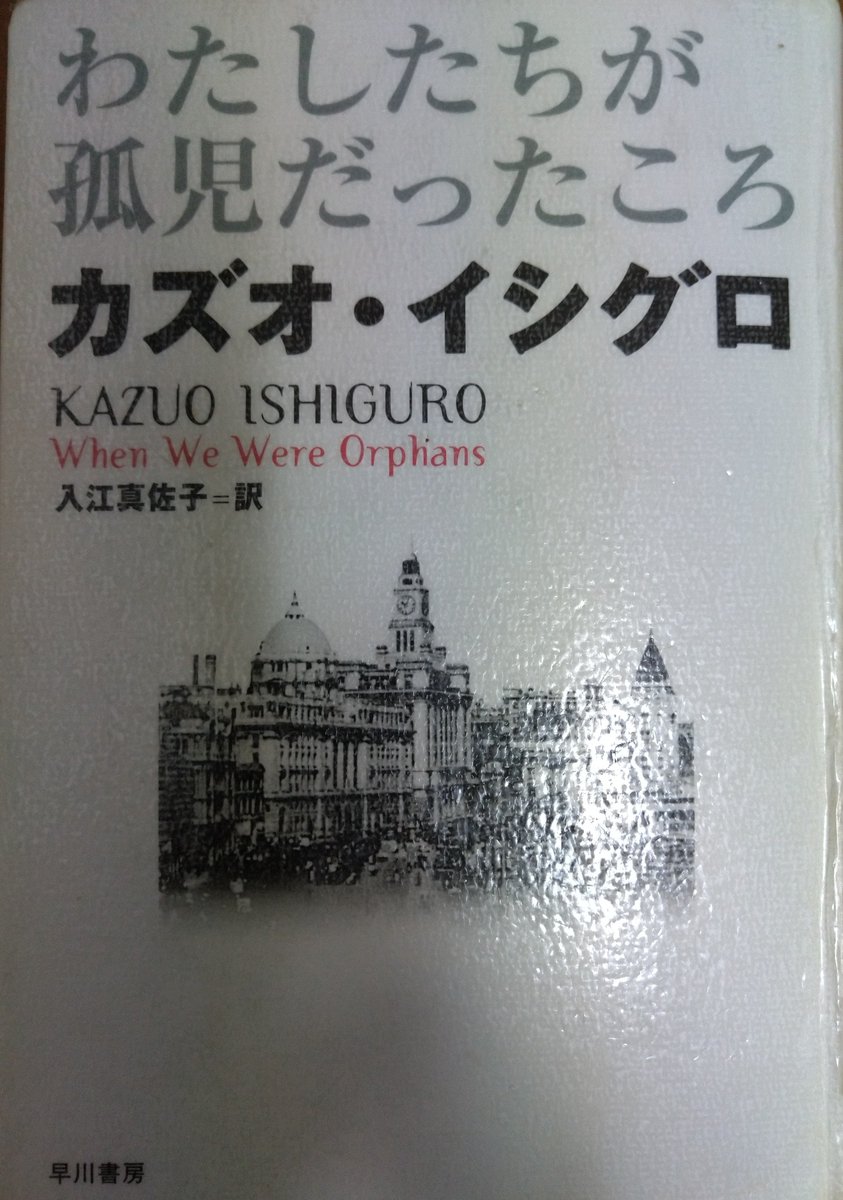 わたしたちが
孤児だったころ
カズオ・イシグロ
KAZUO ISHIGURO
When We Were Orphans
入江真佐子=訳
早川書房